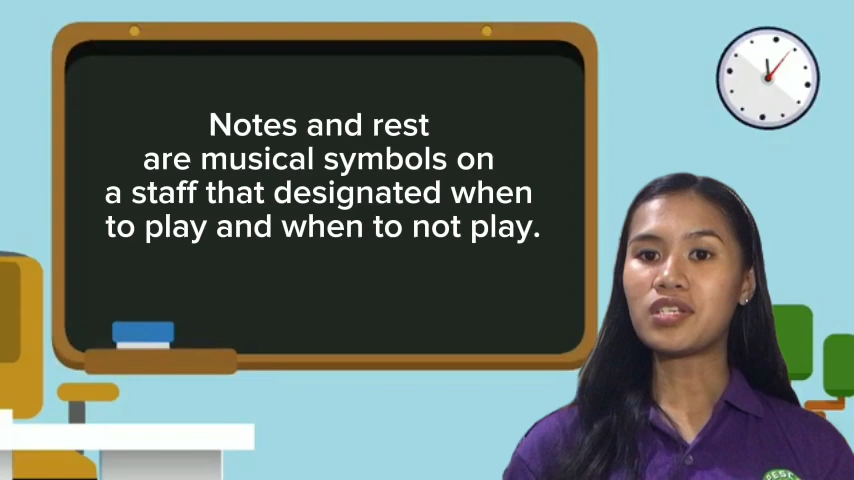 Notes and rest
are musical symbols on
a staff that designated when
to play and when to not play.